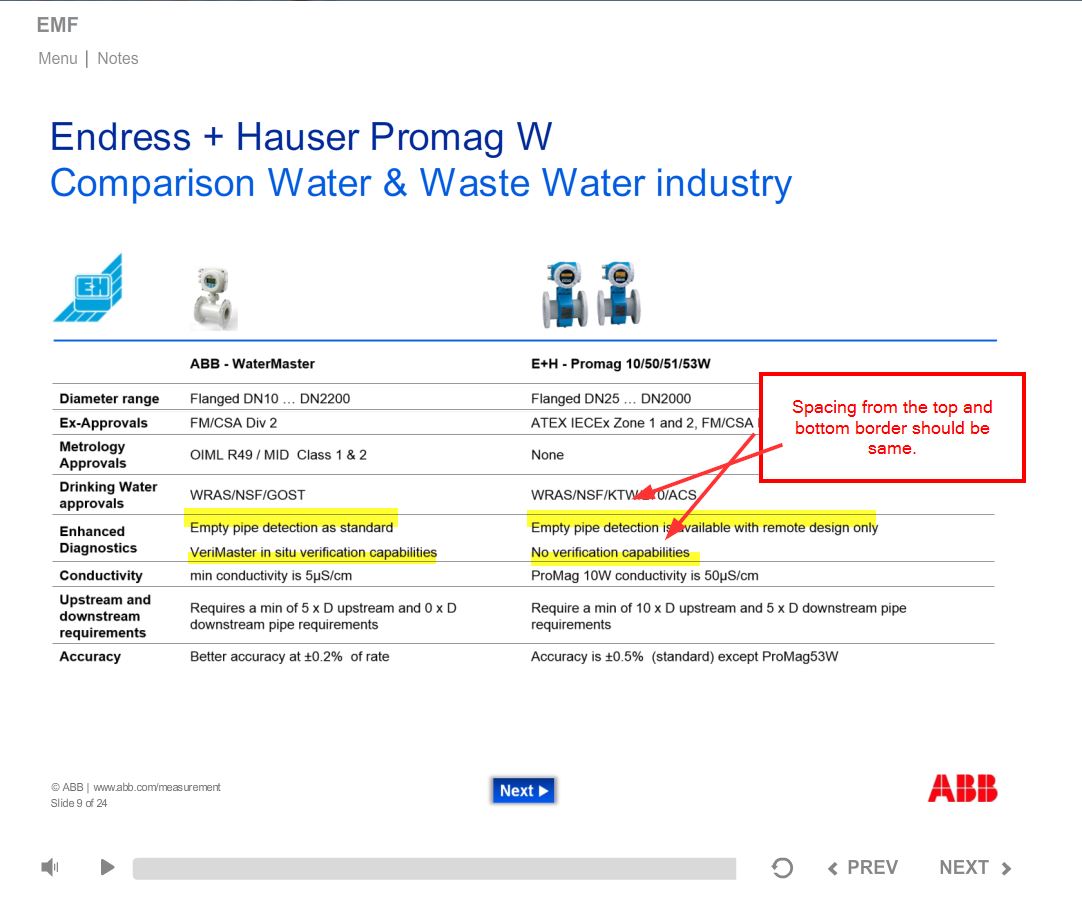 EMF
Menu | Notes
Endress + Hauser Promag W
Comparison Water & Waste Water industry
EH
ABB - WaterMaster
E+H - Promag 10/50/51/53W
Diameter range
Flanged DN10 … DN2200
Flanged DN25 … DN2000
Ex-Approvals
FM/CSA Div 2
ATEX IECEx Zone 1 and 2, FM/CSA
Spacing from the top and
bottom border should be
same.
Metrology
Approvals
OIML R49 / MID Class 1 & 2
None
Drinking Water
approvals
WRAS/NSF/GOST
WRAS/NSF/KTW/ /ACS
Enhanced
Diagnostics
Empty pipe detection as standard
Empty pipe detection is available with remote design only
VeriMaster in situ verification capabilities
No verification capabilities
Conductivity
min conductivity is 5µS/cm
ProMag 10W conductivity is 50µS/cm
Upstream and
downstream
requirements
Requires a min of 5 x D upstream and 0 x D
downstream pipe requirements
Require a min of 10 x D upstream and 5 x D downstream pipe
requirements
Accuracy
Better accuracy at ±0.2% of rate
Accuracy is ±0.5% (standard) except ProMag53W
© ABB | www.abb.com/measurement
Slide 9 of 24
Next
ABB
PREV
NEXT